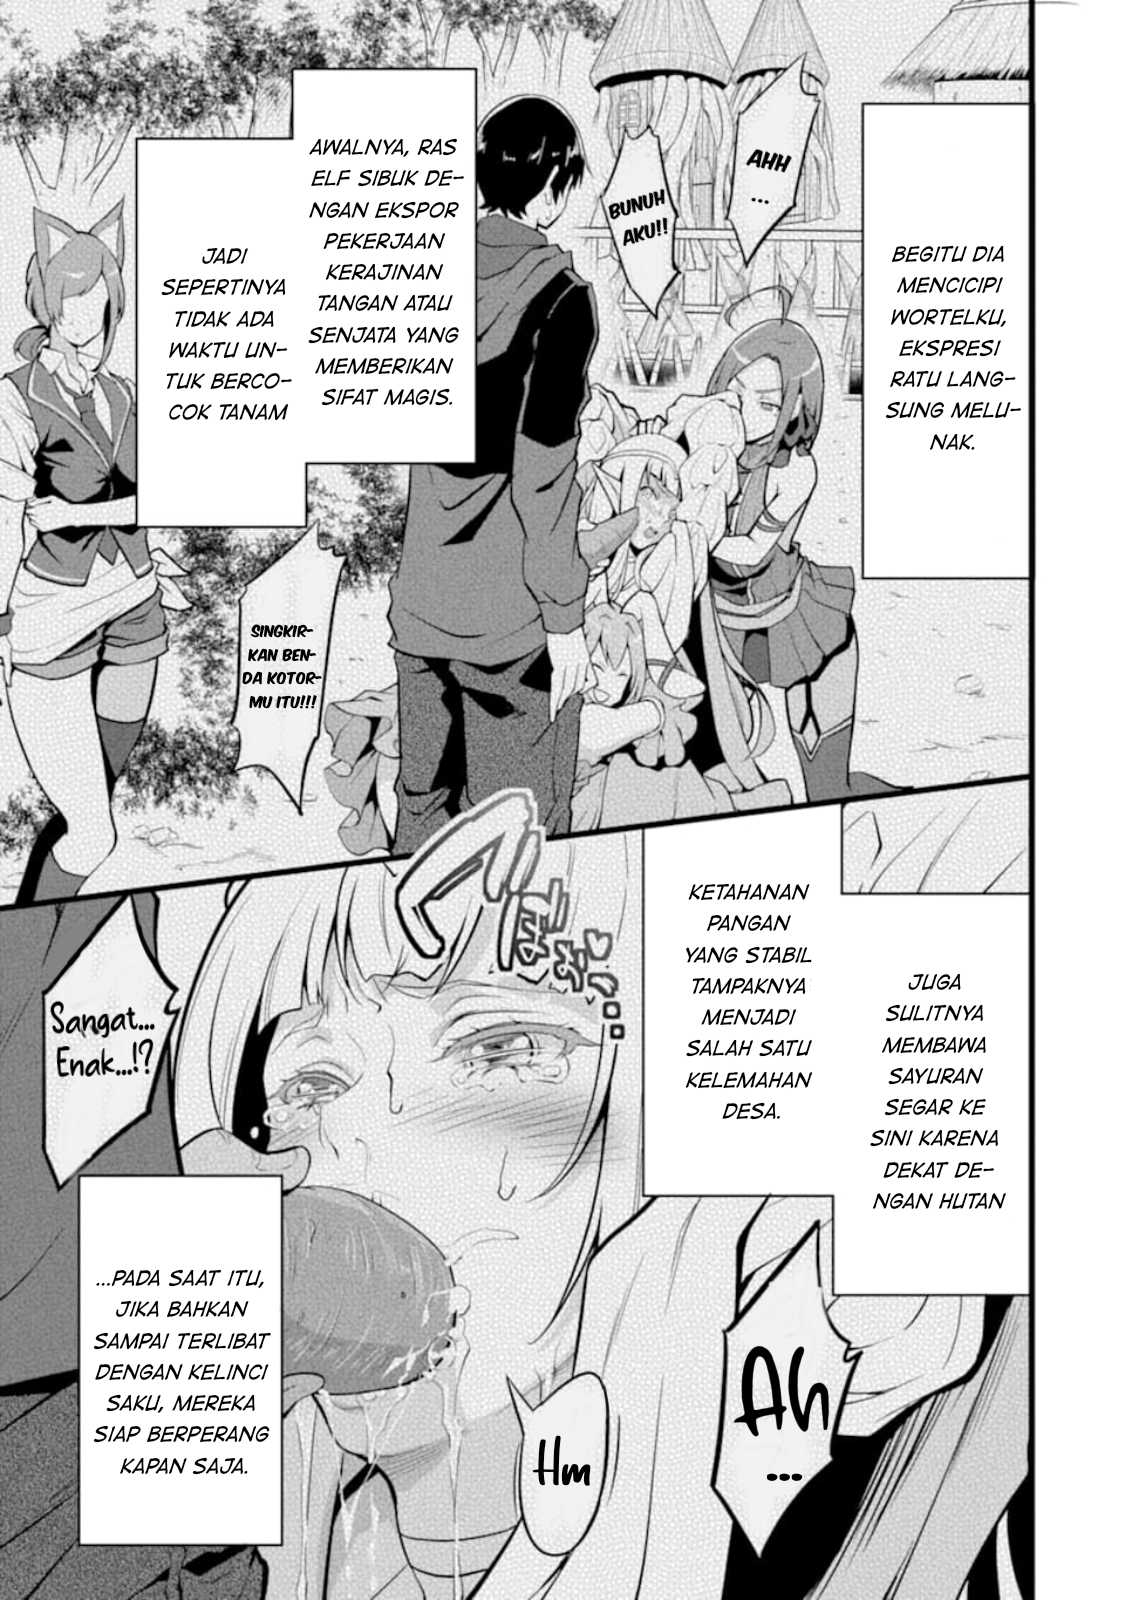 BEGITU DIA
MENCICIPI
WORTELKU,
EKSPRESI
RATU LANG-
SUNG MELU-
NAK.
AHH
...
BUNUH
AKU!!
AWALNYA, RAS
ELF SIBUK DE-
NGAN EKSPOR
PEKERJAAN
KERAJINAN
TANGAN ATAU
SENJATA YANG
MEMBERIKAN
SIFAT MAGIS.
JADI
SEPERTINYA
TIDAK ADA
WAKTU UN-
TUK BERCO-
COK TANAM
SINGKIR-
KAN BEN-
DA KOTOR-
MU ITU!!!
JUGA
SULITNYA
MEMBAWA
SAYURAN
SEGAR KE
SINI KARENA
DEKAT DE-
NGAN HUTAN
KETAHANAN
PANGAN
YANG STABIL
TAMPAKNYA
MENJADI
SALAH SATU
KELEMAHAN
DESA.
Sangat...
Enak...!?
Ah
...
Hm
...PADA SAAT ITU,
JIKA BAHKAN
SAMPAI TERLIBAT
DENGAN KELINCI
SAKU, MEREKA
SIAP BERPERANG
KAPAN SAJA.